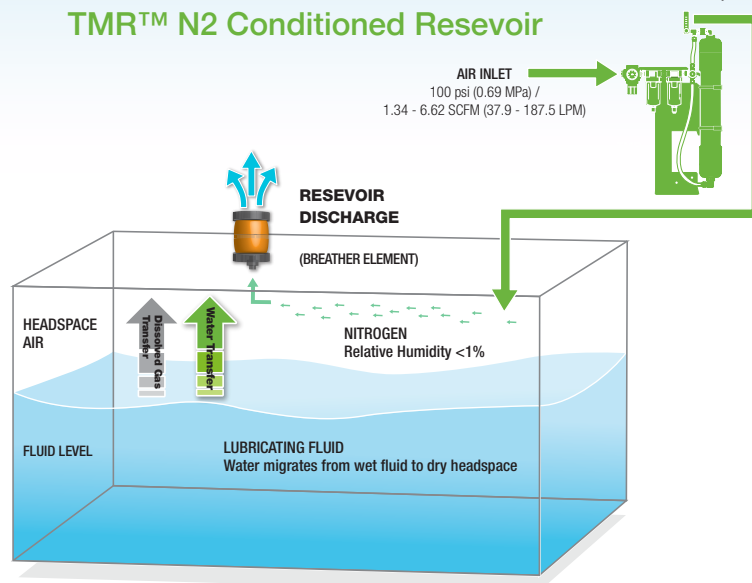 TMR™ N2 Conditioned Resevoir
AIR INLET
100 psi (0.69 MPa) /
1.34 - 6.62 SCFM (37.9 - 187.5 LPM)
RESEVOIR
DISCHARGE
(BREATHER ELEMENT)
HEADSPACE
AIR
Dissolved Gas
Transfer
Water Transfer
NITROGEN
Relative Humidity <1%
FLUID LEVEL
LUBRICATING FLUID
Water migrates from wet fluid to dry headspace